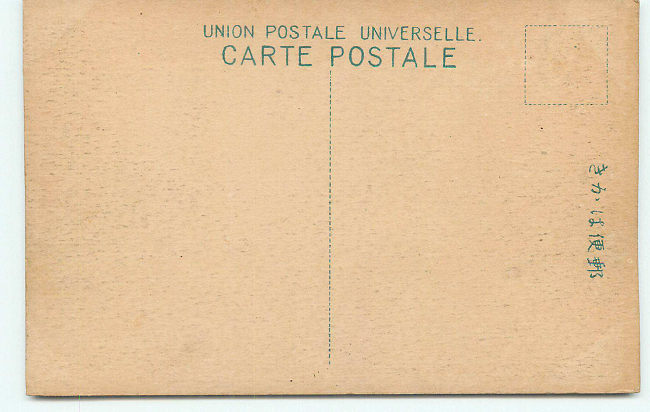 UNION POSTALE UNIVERSELLE.
CARTE POSTALE
郵便はかき